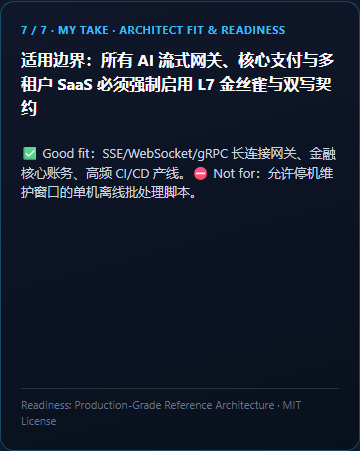 7 / 7 · MY TAKE · ARCHITECT FIT & READINESS
适用边界：所有 AI 流式网关、核心支付与多
租户 SaaS 必须强制启用 L7 金丝雀与双写契
约
✅ Good fit：SSE/WebSocket/gRPC 长连接网关、金融
核心账务、高频 CI/CD 产线。⛔ Not for：允许停机维
护窗口的单机离线批处理脚本。
Readiness: Production-Grade Reference Architecture · MIT
License